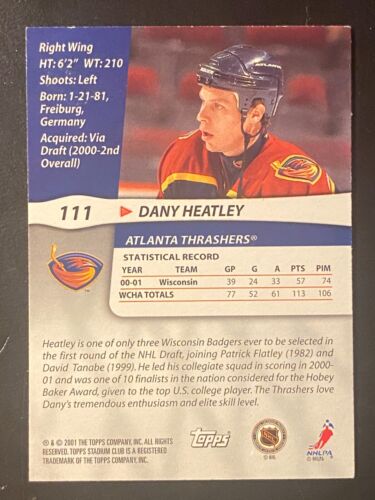 Right Wing
HT: 6'2" WT: 210
Shoots: Left
Born: 1-21-81,
Freiburg,
Germany
Acquired: Via
Draft (2000-2nd
Overall)
ATLANTA
111 DANY HEATLEY
ATLANTA THRASHERS®
STATISTICAL RECORD
YEAR TEAM GP G A PTS PIM
00-01 Wisconsin 39 24 33 57 74
WCHA TOTALS 77 52 61 113 106
Heatley is one of only three Wisconsin Badgers ever to be selected in
the first round of the NHL Draft, joining Patrick Flatley (1982) and
David Tanabe (1999). He led his collegiate squad in scoring in 2000-
01 and was one of 10 finalists in the nation considered for the Hobey
Baker Award, given to the top U.S. college player. The Thrashers love
Dany's tremendous enthusiasm and elite skill level.
® & © 2001 THE TOPPS COMPANY, INC. ALL RIGHTS
RESERVED. TOPPS STADIUM CLUB IS A REGISTERED
TRADEMARK OF THE TOPPS COMPANY, INC.
Topps
NHL
© NHL
NHLPA
© NHLPA